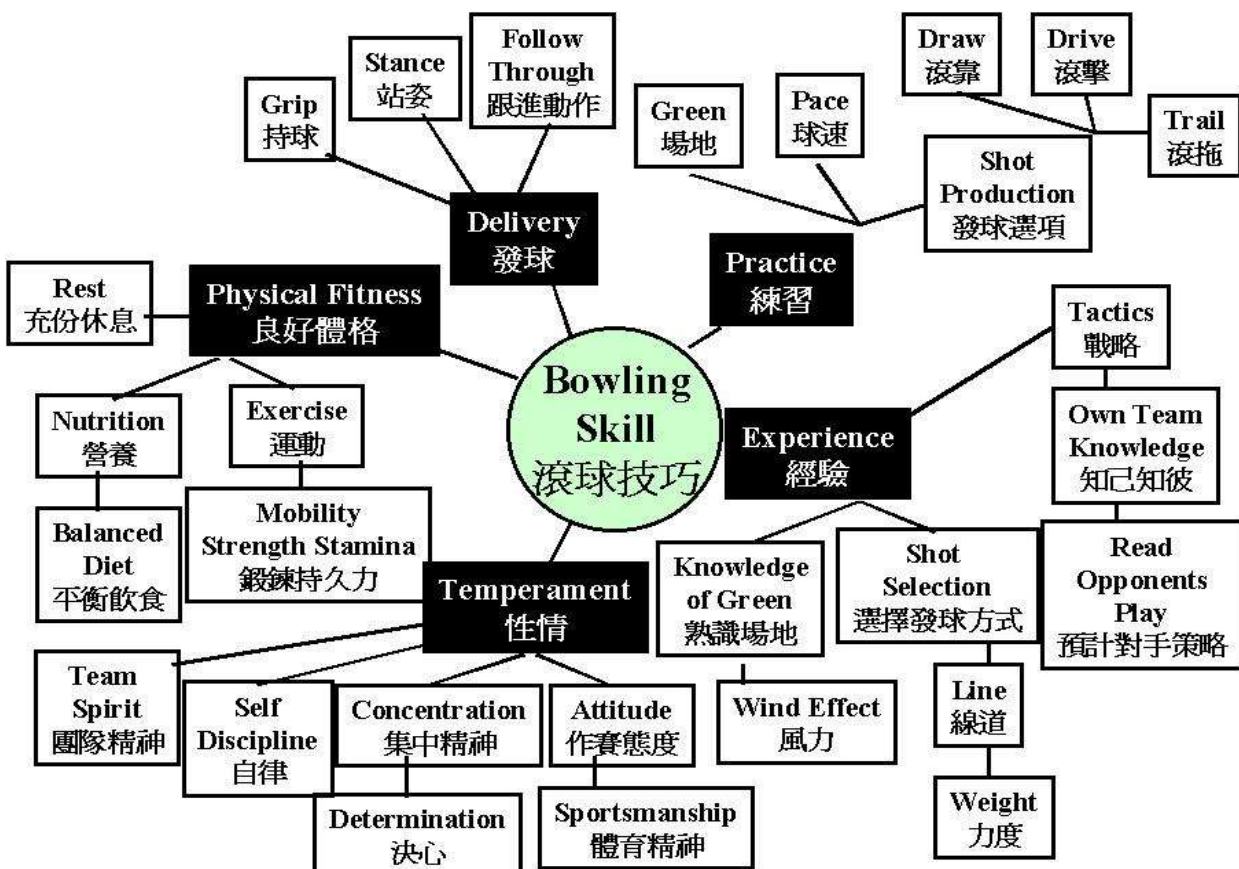 Follow
Through
跟進動作
Stance
站姿
Grip
持球
Delivery
發球
Draw
滾靠
Drive
滾擊
Trail
滾拖
Green
場地
Pace
球速
Shot
Production
發球選項
Practice
練習
Rest
充份休息
Physical Fitness
良好體格
Nutrition
營養
Balanced
Diet
平衡飲食
Exercise
運動
Mobility
Strength Stamina
鍛鍊持久力
Bowling
Skill
滾球技巧
Experience
經驗
Tactics
戰略
Own Team
Knowledge
知己知彼
Read
Opponents
Play
預計對手策略
Knowledge
of Green
熟識場地
Wind Effect
風力
Shot
Selection
選擇發球方式
Line
線道
Weight
力度
Temperament
性情
Team
Spirit
團隊精神
Self
Discipline
自律
Concentration
集中精神
Determination
決心
Attitude
作賽態度
Sportsmanship
體育精神